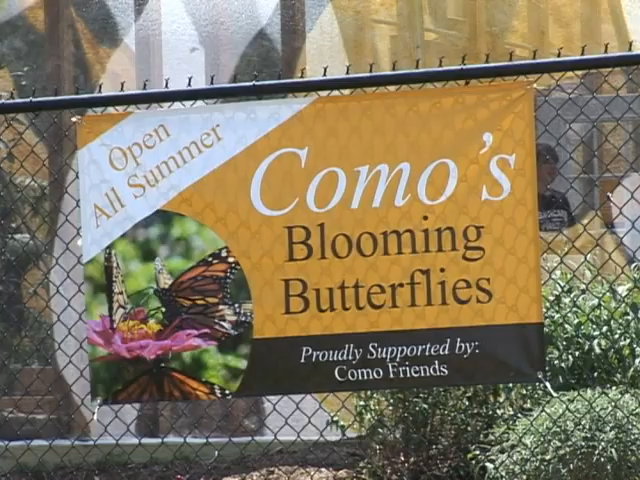 Open
All Summer
Como's
Blooming
Butterflies
Proudly Supported by:
Como Friends